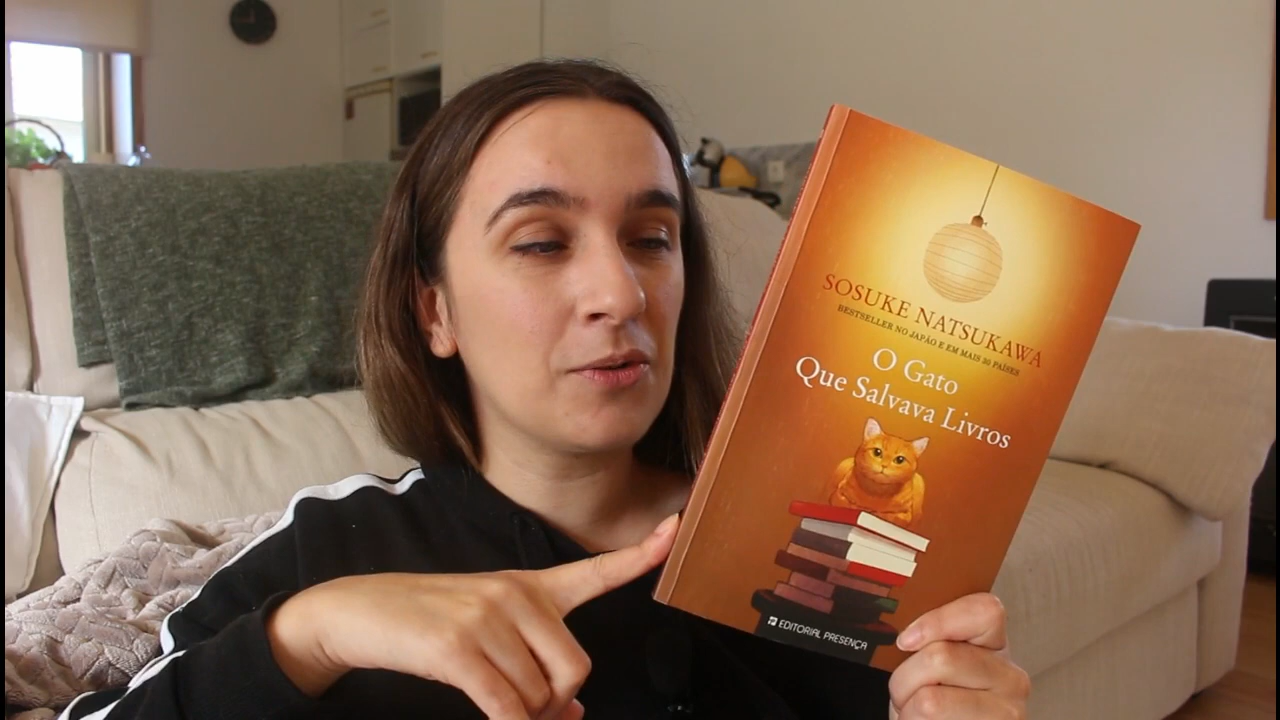 SOSUKE NATSUKAWA
BESTSELLER NO JAPÃO E EM MAIS 30 PAÍSES
O Gato
Que Salvava Livros
EDITORIAL PRESENÇA